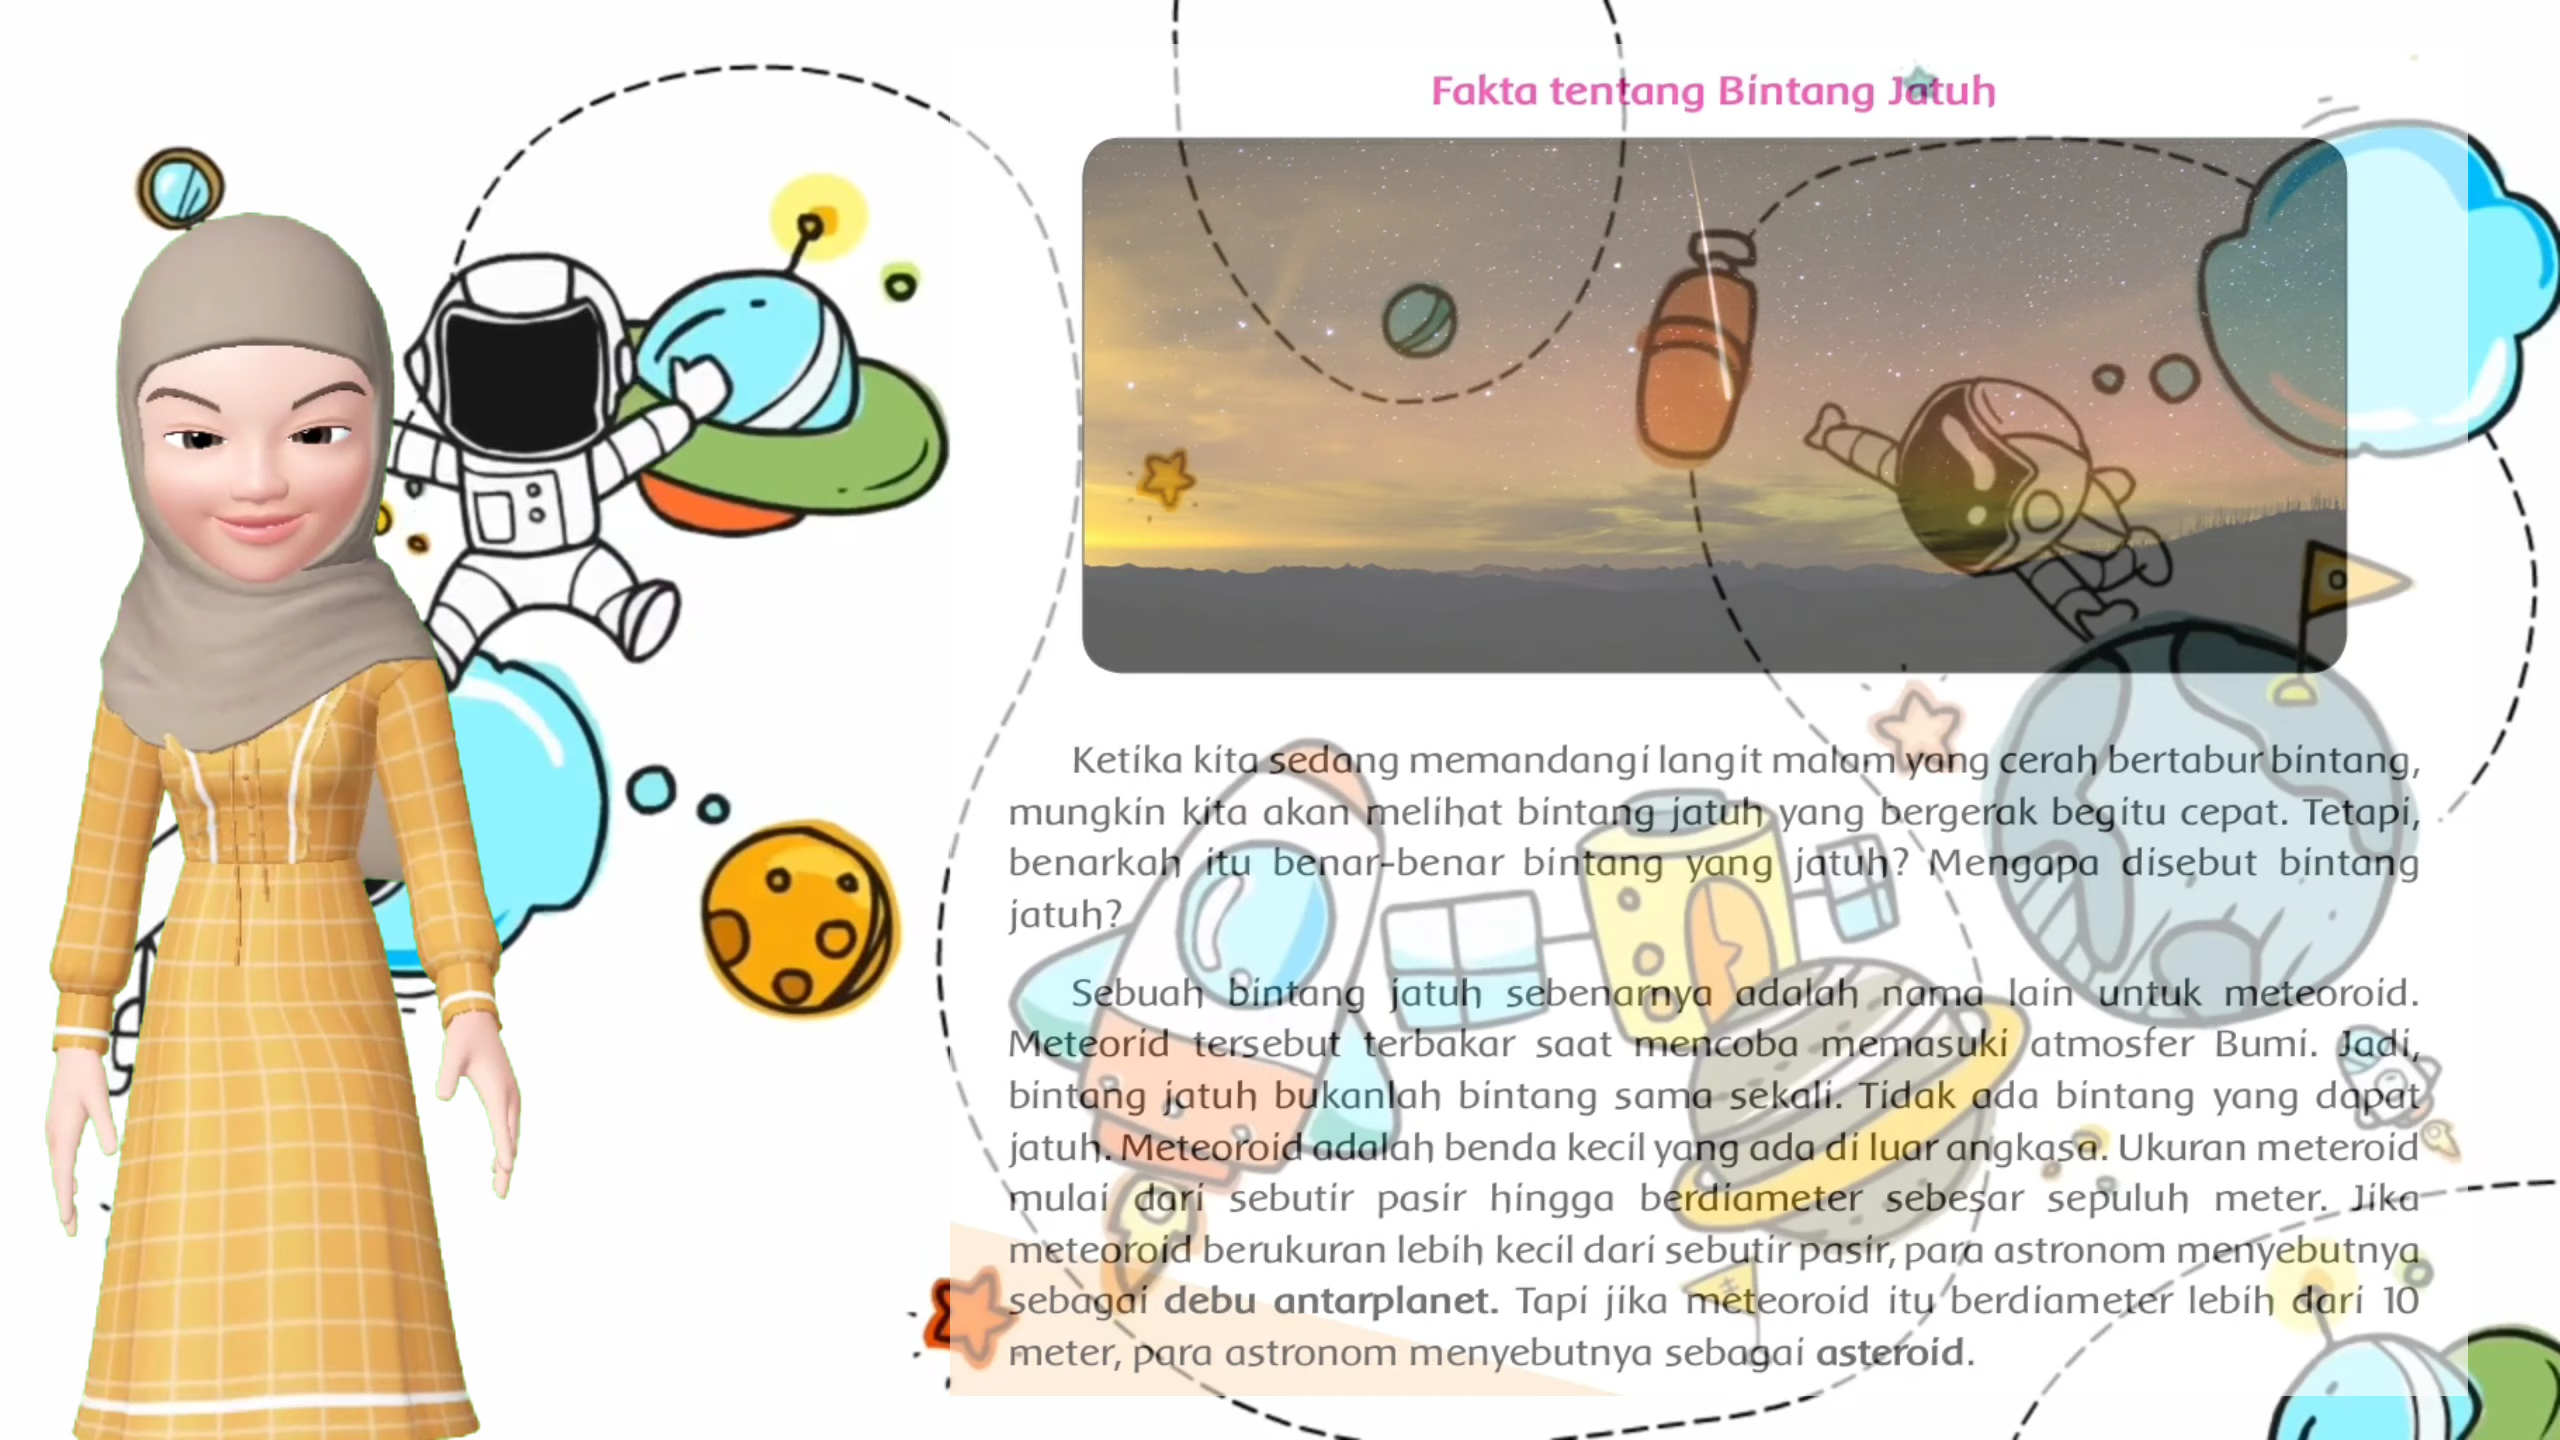 Fakta tentang Bintang Jatuh
Ketika kita sedang memandangi langit malam yang cerah bertabur bintang,
mungkin kita akan melihat bintang jatuh yang bergerak begitu cepat. Tetapi,
benarkah itu benar-benar bintang yang jatuh? Mengapa disebut bintang
jatuh?
Sebuah bintang jatuh sebenarnya adalah nama lain untuk meteoroid.
Meteorid tersebut terbakar saat mencoba memasuki atmosfer Bumi. Jadi,
bintang jatuh bukanlah bintang sama sekali. Tidak ada bintang yang dapat
jatuh. Meteoroid adalah benda kecil yang ada di luar angkasa. Ukuran meteroid
mulai dari sebutir pasir hingga berdiameter sebesar sepuluh meter. Jika
meteoroid berukuran lebih kecil dari sebutir pasir, para astronom menyebutnya
sebagai debu antarplanet. Tapi jika meteoroid itu berdiameter lebih dari 10
meter, para astronom menyebutnya sebagai asteroid.